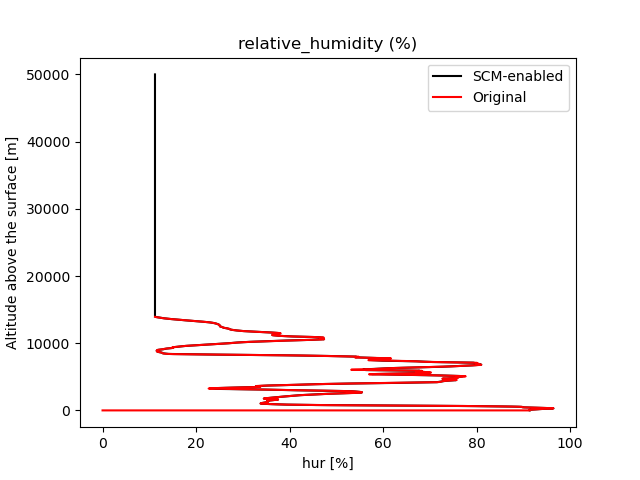 relative_humidity (%)
SCM-enabled
Original
Altitude above the surface [m]
50000
40000
30000
20000
10000
0
0 20 40 60 80 100
hur [%]